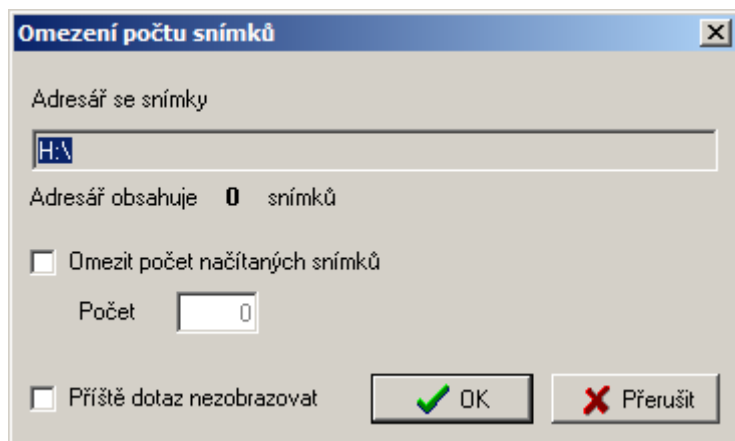 Omezení počtu snímků
Adresář se snímky
H:\
Adresář obsahuje 0 snímků
Omezit počet načítaných snímků
Počet 0
Příště dotaz nezobrazovat OK Přerušit